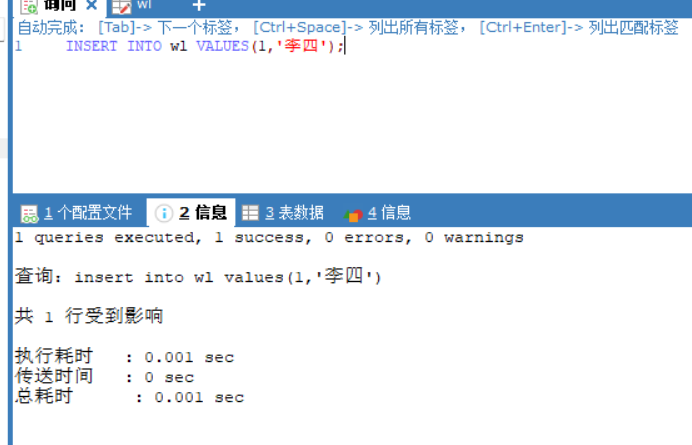 询问 wl +
自动完成: [Tab]-> 下一个标签， [Ctrl+Space]-> 列出所有标签， [Ctrl+Enter]-> 列出匹配标签
1 INSERT INTO wl VALUES(1,'李四');
1 个配置文件 2 信息 3 表数据 4 信息
1 queries executed, 1 success, 0 errors, 0 warnings
查询: insert into wl values(1,'李四')
共 1 行受到影响
执行耗时 : 0.001 sec
传送时间 : 0 sec
总耗时 : 0.001 sec